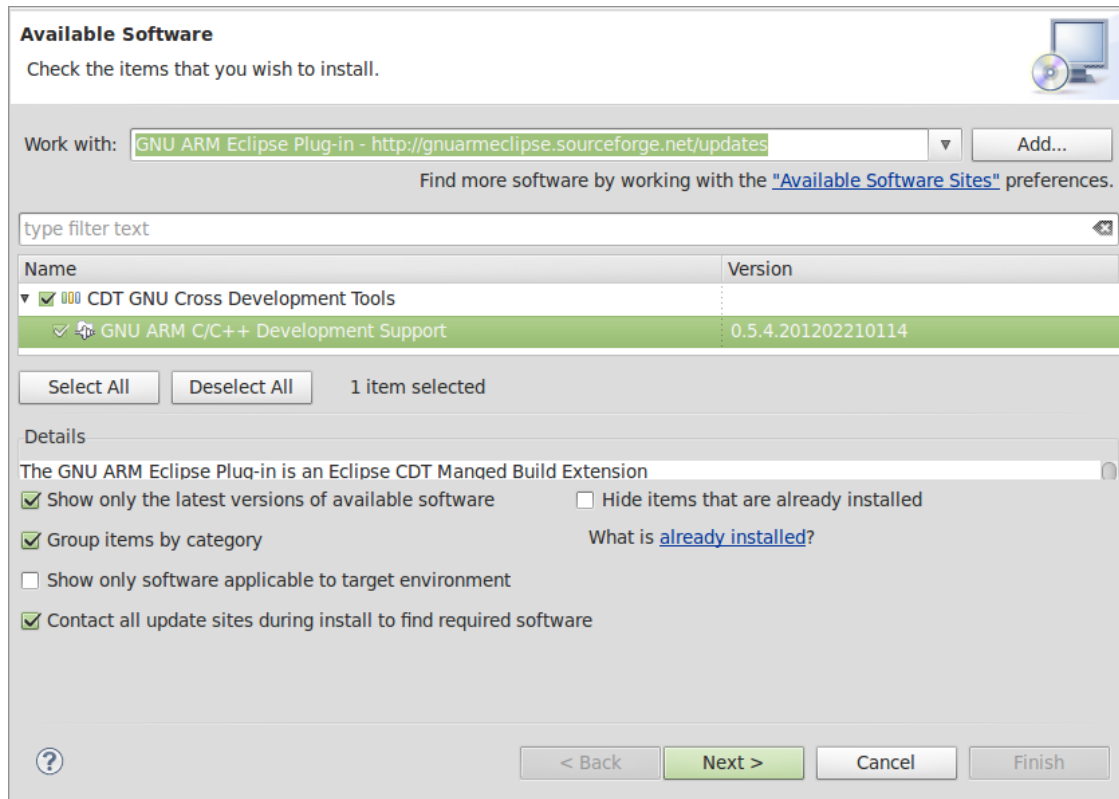 Available Software
Check the items that you wish to install.
Work with: GNU ARM Eclipse Plug-in - http://gnuarmeclipse.sourceforge.net/updates Add...
Find more software by working with the "Available Software Sites" preferences.
type filter text
Name Version
CDT GNU Cross Development Tools
GNU ARM C/C++ Development Support 0.5.4.201202210114
Select All Deselect All 1 item selected
Details
The GNU ARM Eclipse Plug-in is an Eclipse CDT Manged Build Extension
Show only the latest versions of available software Hide items that are already installed
Group items by category What is already installed?
Show only software applicable to target environment
Contact all update sites during install to find required software
? < Back Next > Cancel Finish